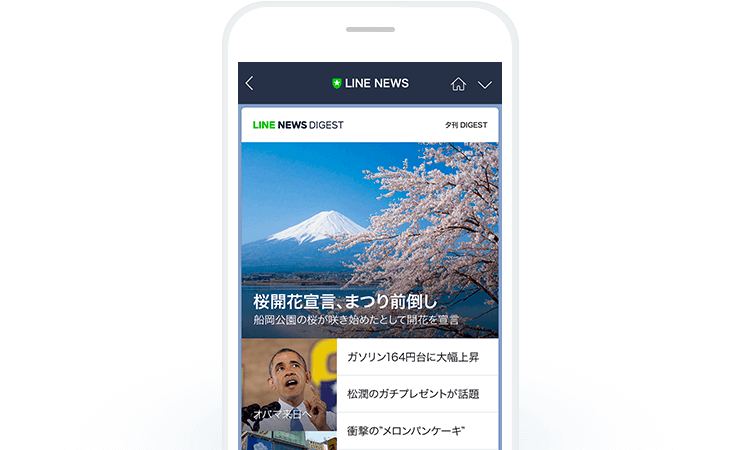 LINE NEWS
LINE NEWS DIGEST
夕刊 DIGEST
桜開花宣言、まつり前倒し
船岡公園の桜が咲き始めたとして開花を宣言
オバマ来日へ
ガソリン164円台に大幅上昇
松潤のガチプレゼントが話題
衝撃の"メロンパンケーキ"